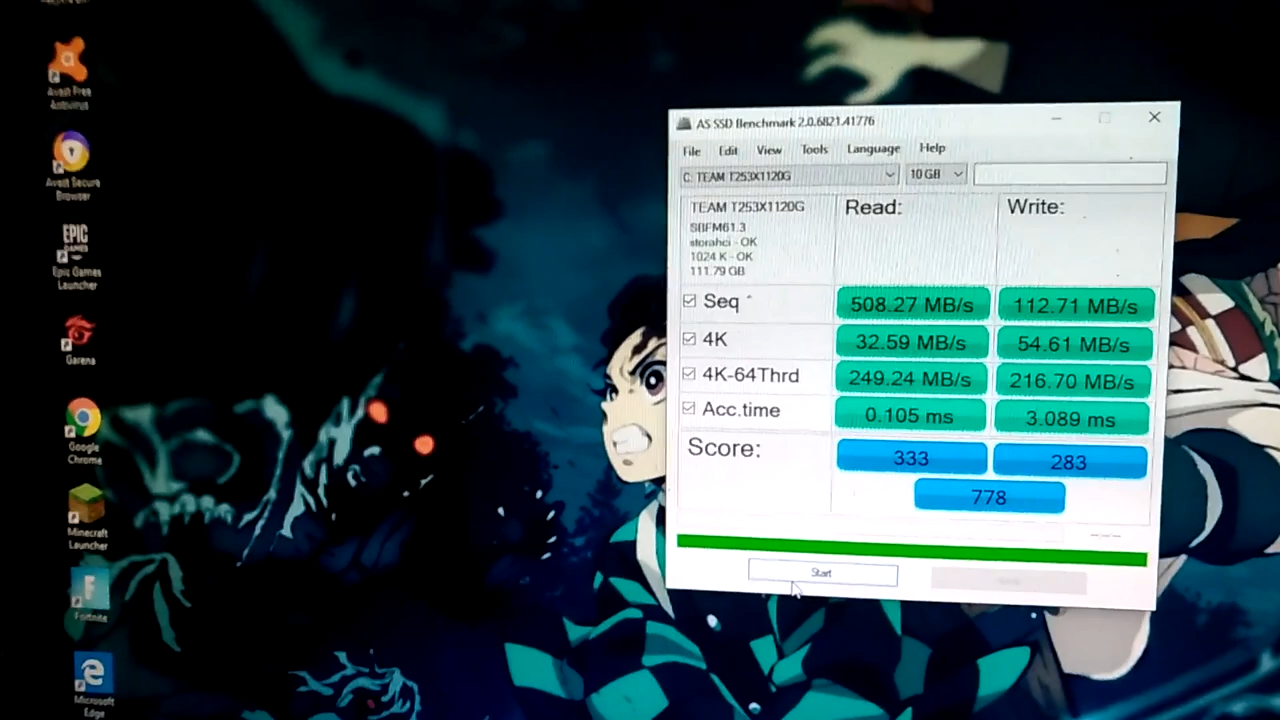 Avast Free
Antivirus
Avast Secure
Browser
EPIC
GAMES
Epic Games
Launcher
Garena
Google
Chrome
Minecraft
Launcher
F
Fortnite
Microsoft
Edge
AS SSD Benchmark 2.0.6821.41776
File Edit View Tools Language Help
C: TEAM T253X1120G 10 GB
TEAM T253X1120G
SBFM61.3
storahci - OK
1024 K - OK
111.79 GB
Read: Write:
Seq 508.27 MB/s 112.71 MB/s
4K 32.59 MB/s 54.61 MB/s
4K-64Thrd 249.24 MB/s 216.70 MB/s
Acc.time 0.105 ms 3.089 ms
Score: 333 283
778
--:--:--
Start